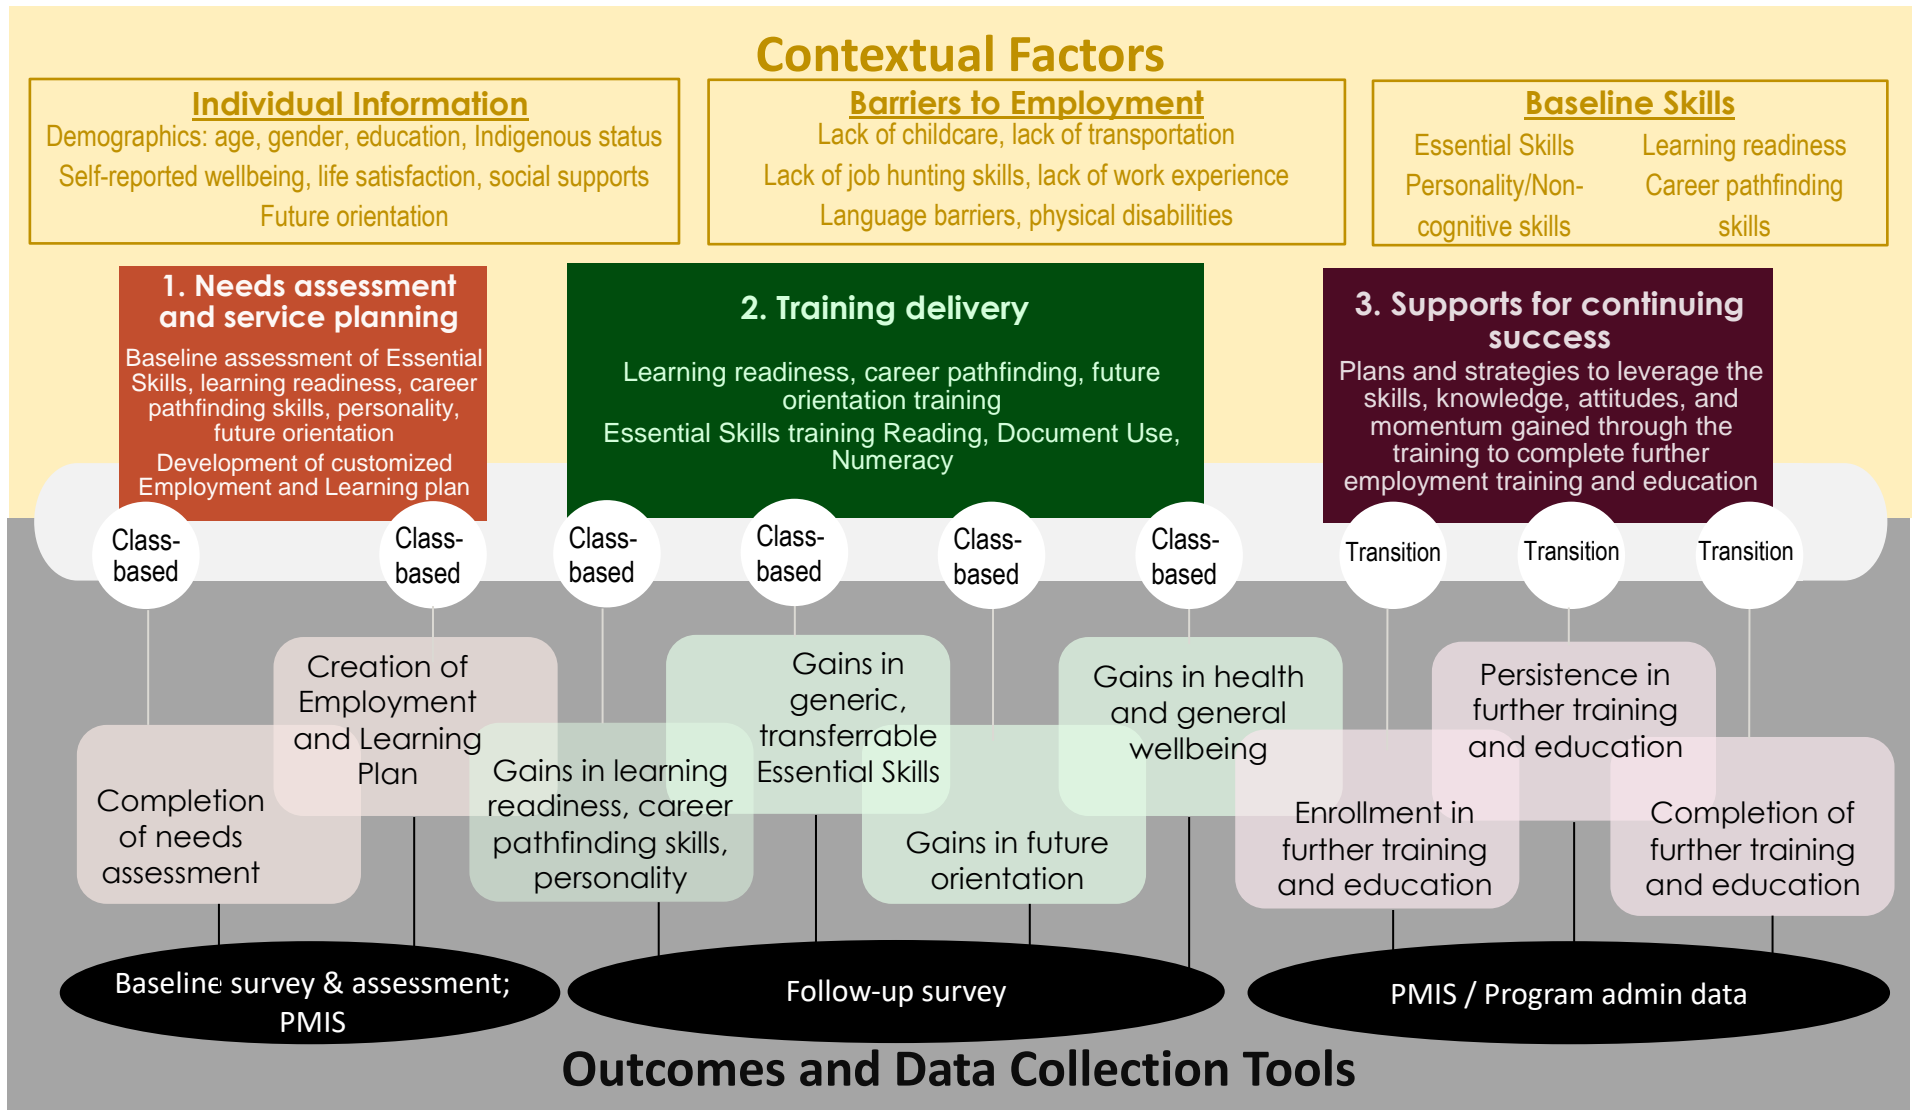 Contextual Factors
Individual Information
Demographics: age, gender, education, Indigenous status
Self-reported wellbeing, life satisfaction, social supports
Future orientation
Barriers to Employment
Lack of childcare, lack of transportation
Lack of job hunting skills, lack of work experience
Language barriers, physical disabilities
Baseline Skills
Essential Skills
Personality/Non-
cognitive skills
Learning readiness
Career pathfinding
skills
1. Needs assessment
and service planning
Baseline assessment of Essential
Skills, learning readiness, career
pathfinding skills, personality,
future orientation
Development of customized
Employment and Learning plan
2. Training delivery
Learning readiness, career pathfinding, future
orientation training
Essential Skills training Reading, Document Use,
Numeracy
3. Supports for continuing
success
Plans and strategies to leverage the
skills, knowledge, attitudes, and
momentum gained through the
training to complete further
employment training and education
Class-
based
Class-
based
Class-
based
Class-
based
Class-
based
Class-
based
Transition
Transition
Transition
Completion
of needs
assessment
Creation of
Employment
and Learning
Plan
Gains in learning
readiness, career
pathfinding skills,
personality
Gains in
generic,
transferrable
Essential Skills
Gains in future
orientation
Gains in health
and general
wellbeing
Enrollment in
further training
and education
Persistence in
further training
and education
Completion of
further training
and education
Baseline survey & assessment;
PMIS
Follow-up survey
PMIS / Program admin data
Outcomes and Data Collection Tools